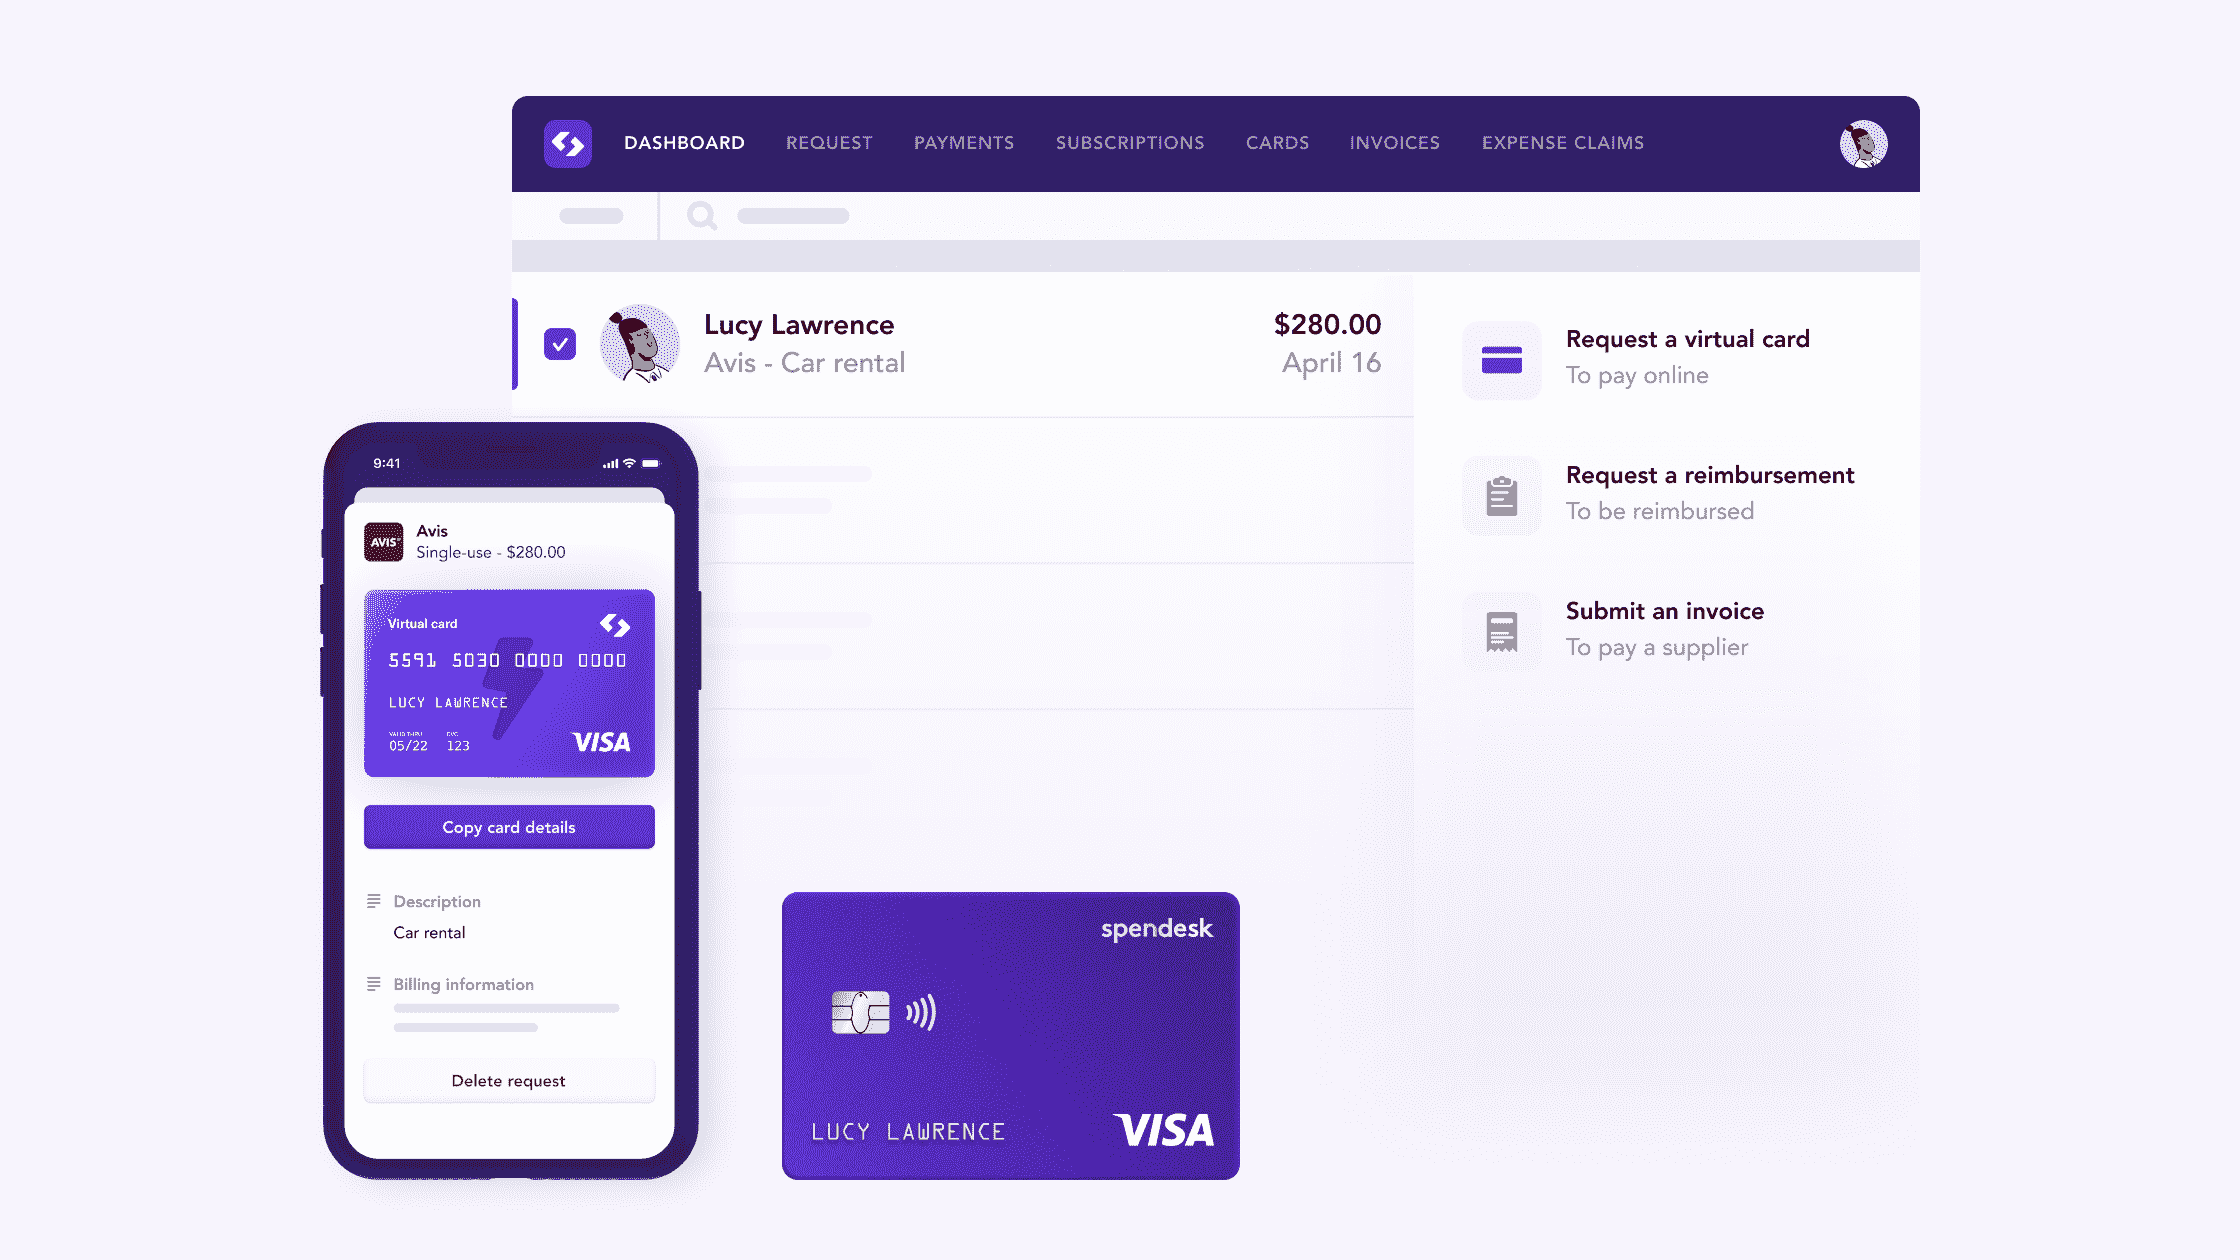 DASHBOARD REQUEST PAYMENTS SUBSCRIPTIONS CARDS INVOICES EXPENSE CLAIMS
Lucy Lawrence
$280.00
Avis - Car rental
April 16
Request a virtual card
To pay online
Request a reimbursement
To be reimbursed
Submit an invoice
To pay a supplier
9:41
AVIS
Avis
Single-use - $280.00
Virtual card
5591 5030 0000 0000
LUCY LAWRENCE
VALID THRU
CVC
05/22
123
VISA
Copy card details
Description
Car rental
Billing information
Delete request
spendesk
LUCY LAWRENCE
VISA